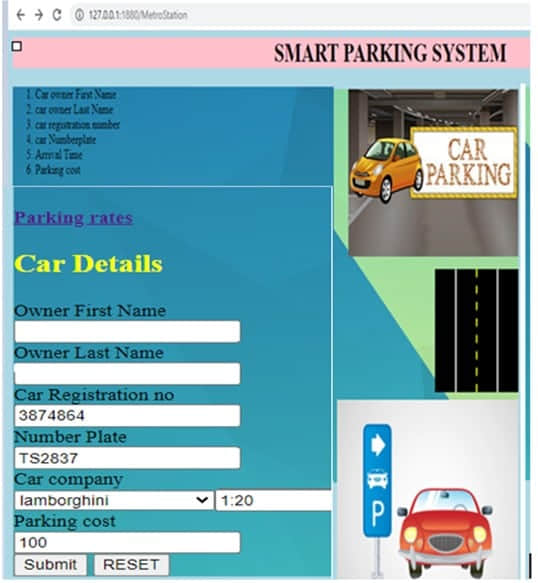 127.0.0.1:1880/MetroStation
SMART PARKING SYSTEM
1. Car owner First Name
2. car owner Last Name
3. car registration number
4. car Numberplate
5. Arrival Time
6. Parking cost
CAR
PARKING
Parking rates
Car Details
Owner First Name
Owner Last Name
Car Registration no
3874864
Number Plate
TS2837
Car company
lamborghini 1:20
Parking cost
100
Submit RESET
P